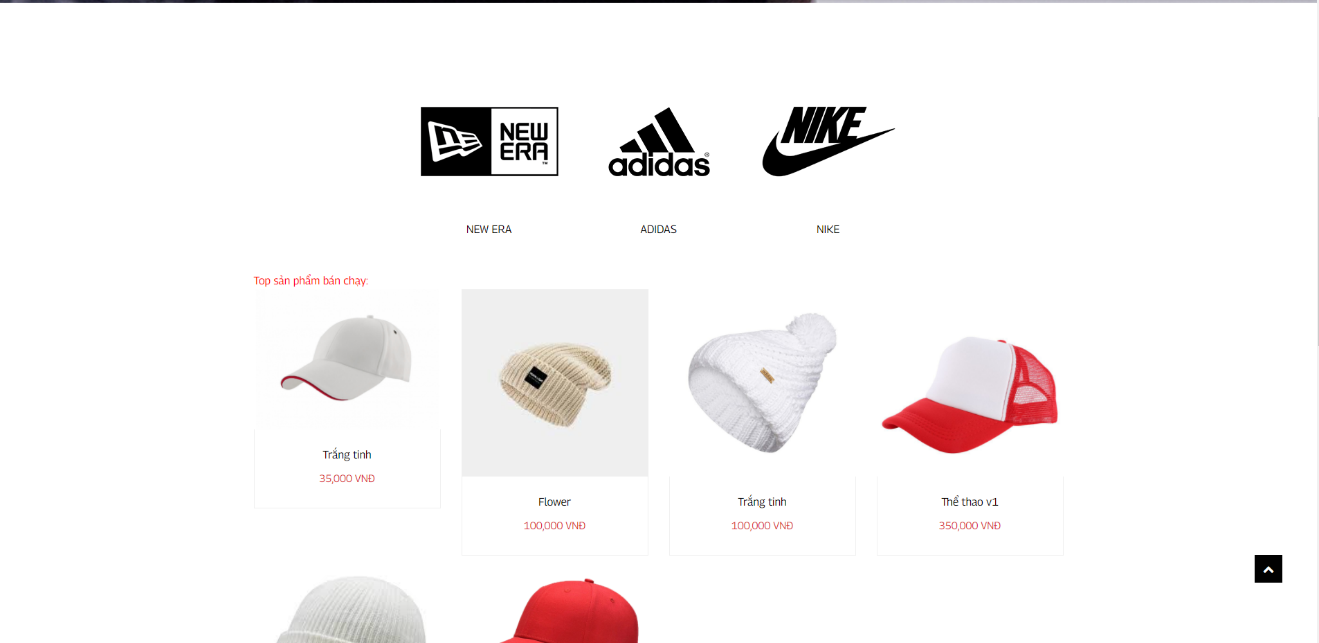 NEW
ERA
adidas
NIKE
NEW ERA
ADIDAS
NIKE
Top sản phẩm bán chạy:
Trắng tinh
35,000 VNĐ
Flower
100,000 VNĐ
Trắng tinh
100,000 VNĐ
Thể thao v1
350,000 VNĐ